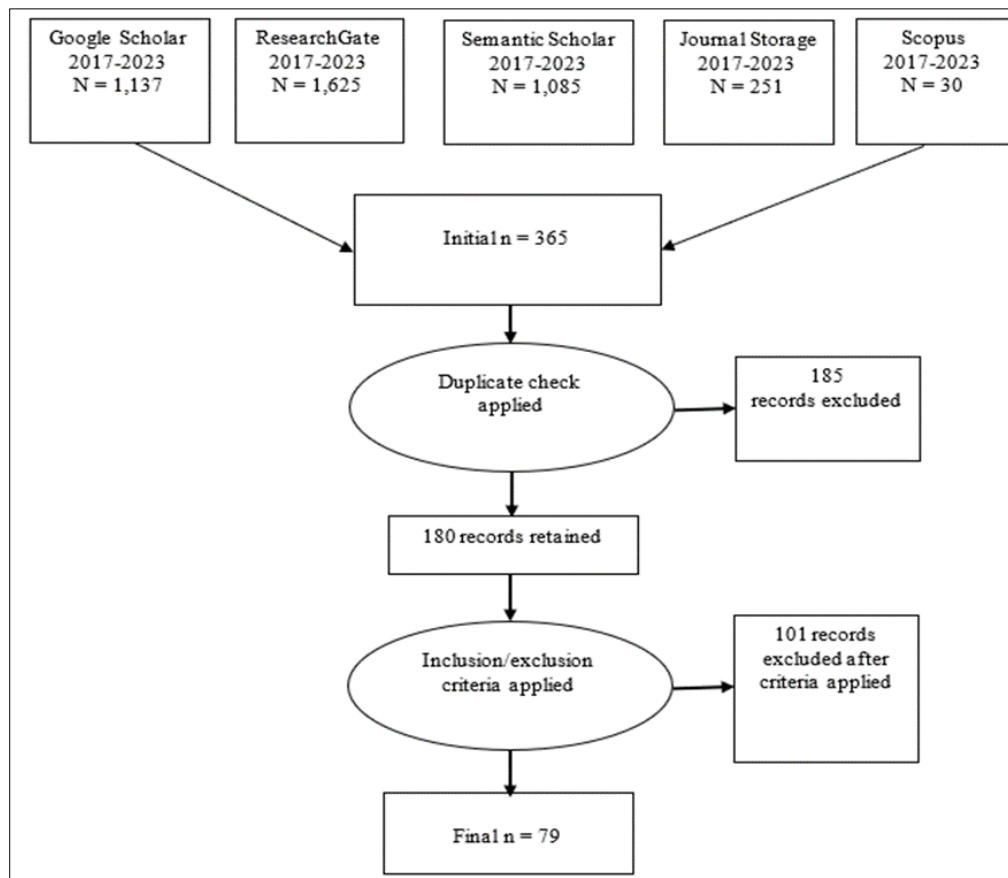 Google Scholar
2017-2023
N = 1,137
ResearchGate
2017-2023
N = 1,625
Semantic Scholar
2017-2023
N = 1,085
Journal Storage
2017-2023
N = 251
Scopus
2017-2023
N = 30
Initial n = 365
Duplicate check
applied
185
records excluded
180 records retained
Inclusion/exclusion
criteria applied
101 records
excluded after
criteria applied
Final n = 79